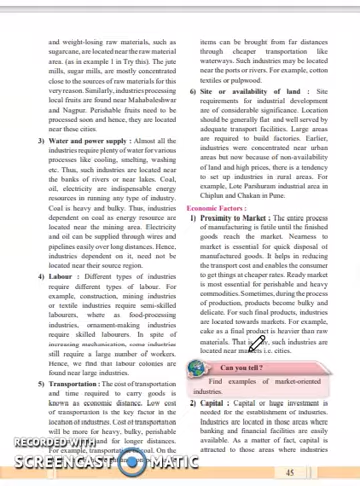 and weight-losing raw materials, such as
sugarcane, are located near the raw material
area. (as in example 1 in Try this). The jute
mills, sugar mills, are mostly concentrated
close to the sources of raw materials for this
very reason. Similarly, industries processing
local fruits are found near Mahabaleshwar
and Nagpur. Perishable fruits need to be
processed soon and hence, they are located
near these cities.
3) Water and power supply : Almost all the
industries require plenty of water for various
processes like cooling, smelting, washing
etc. Thus, such industries are located near
the banks of rivers or near lakes. Coal,
oil, electricity are indispensable energy
resources in running any type of industry.
Coal is heavy and bulky. Thus, industries
dependent on coal as energy resource are
located near the mining area. Electricity
and oil can be supplied through wires and
pipelines easily over long distances. Hence,
industries dependent on it, need not be
located near their source region.
4) Labour : Different types of industries
require different types of labour. For
example, construction, mining industries
or textile industries require semi-skilled
labourers, where as food-processing
industries, ornament-making industries
require skilled labourers. In spite of
increasing mechanisation, some industries
still require a large number of workers.
Hence, we find that labour colonies are
found near large industries.
5) Transportation : The cost of transportation
and time required to carry goods is
known as economic distance. Low cost
of transportation is the key factor in the
location of industries. Cost of transportation
will be more for heavy, bulky, perishable
and for longer distances.
For example, transportation of coal. On the
items can be brought from far distances
through cheaper transportation like
waterways. Such industries may be located
near the ports or rivers. For example, cotton
textiles or pulpwood.
6) Site or availability of land : Site
requirements for industrial development
are of considerable significance. Location
should be generally flat and well served by
adequate transport facilities. Large areas
are required to build factories. Earlier,
industries were concentrated near urban
areas but now because of non-availability
of land and high prices, there is a tendency
to set up industries in rural areas. For
example, Lote Parshuram industrial area in
Chiplun and Chakan in Pune.
Economic Factors :
1) Proximity to Market : The entire process
of manufacturing is futile until the finished
goods reach the market. Nearness to
market is essential for quick disposal of
manufactured goods. It helps in reducing
the transport cost and enables the consumer
to get things at cheaper rates. Ready market
is most essential for perishable and heavy
commodities. Sometimes, during the process
of production, products become bulky and
delicate. For such final products, industries
are located towards markets. For example,
cake as a final product is heavier than raw
materials. That is, such industries are
located near markets i.e. cities.
Can you tell ?
Find examples of market-oriented
industries.
2) Capital : Capital or huge investment is
needed for the establishment of industries.
Industries are located in those areas where
banking and financial facilities are easily
available. As a matter of fact, capital is
attracted to those areas where industries
RECORDED WITH
SCREENCAST MATIC
45